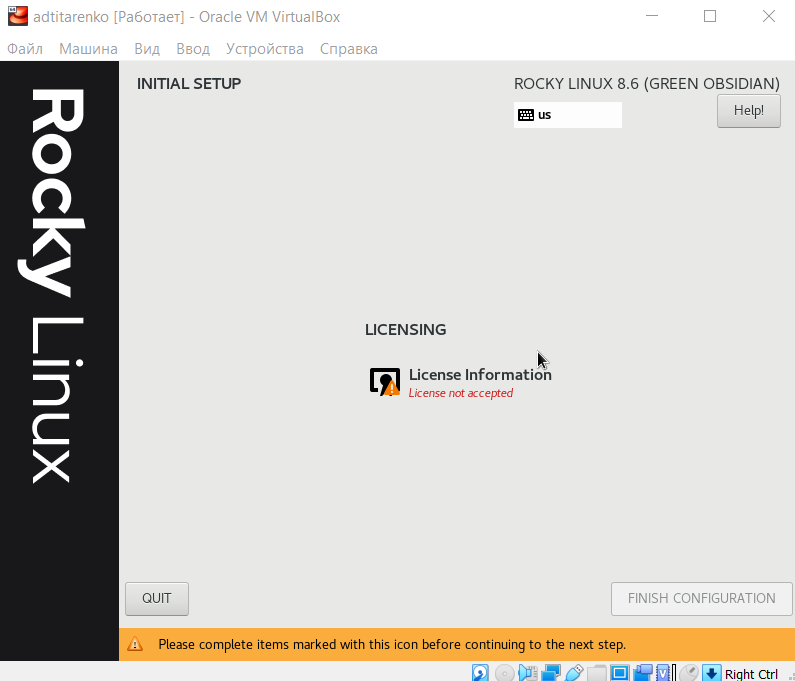 adtitarenko [Работает] - Oracle VM VirtualBox
Файл Машина Вид Ввод Устройства Справка
Rocky Linux
INITIAL SETUP
ROCKY LINUX 8.6 (GREEN OBSIDIAN)
us
Help!
LICENSING
License Information
License not accepted
QUIT
FINISH CONFIGURATION
Please complete items marked with this icon before continuing to the next step.
Right Ctrl